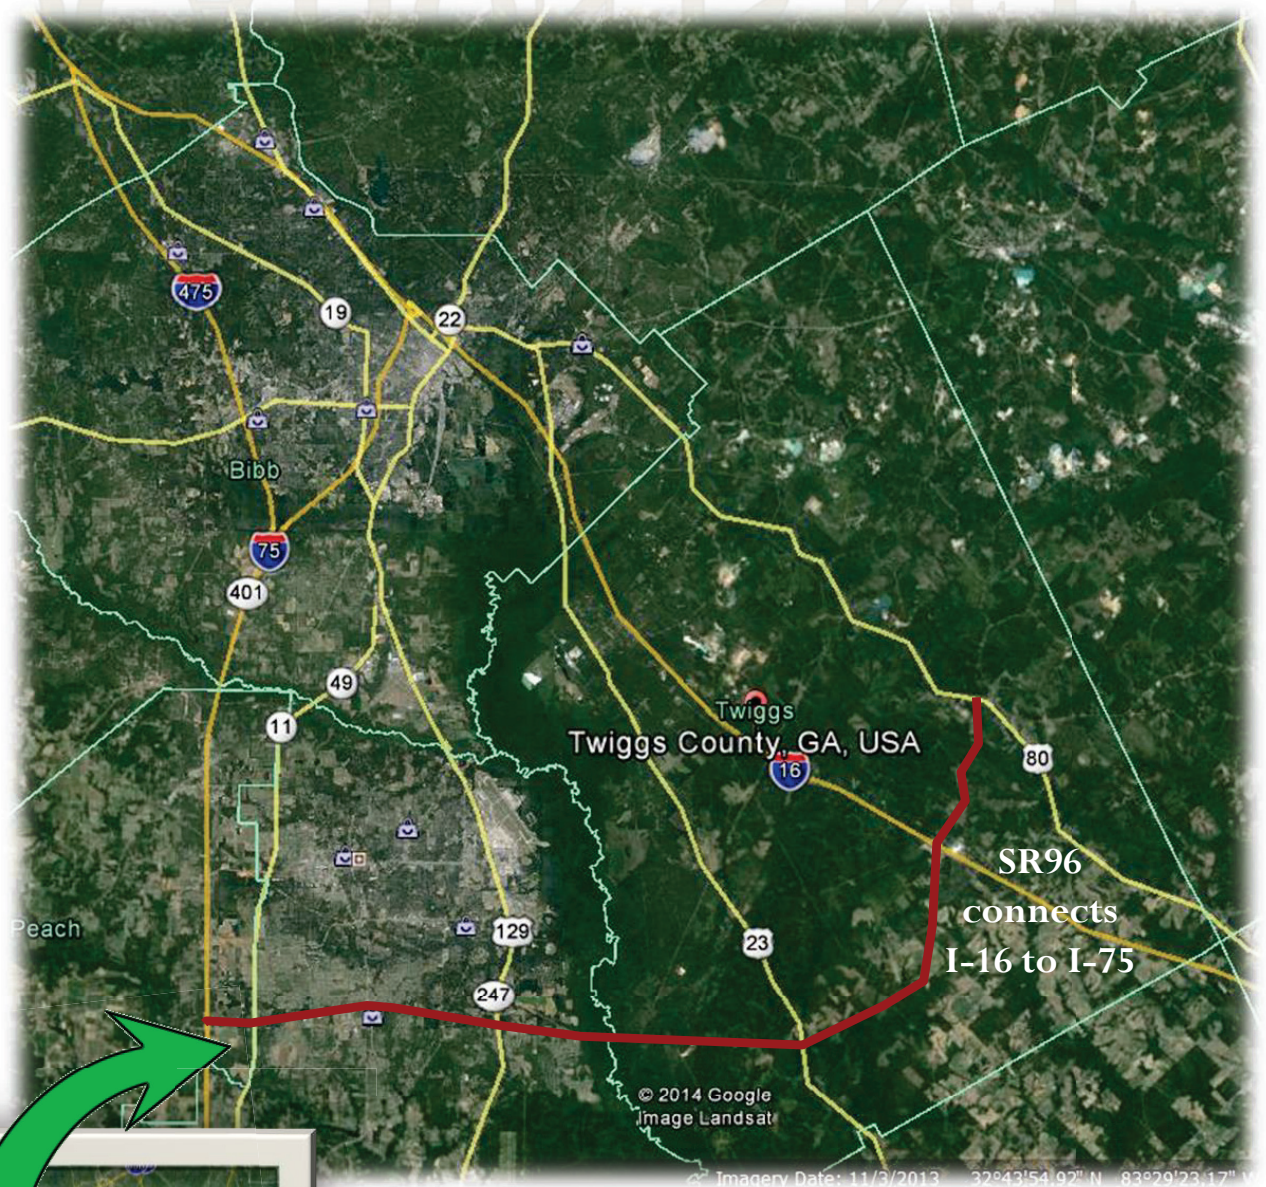 475
19
22
Bibb
75
401
49
11
Twiggs
Twiggs County, GA, USA
16
80
SR96
connects
I-16 to I-75
Peach
129
23
247
© 2014 Google
Image Landsat
Imagery Date: 11/3/2013 32°43'54.92" N 83°29'23.17" W